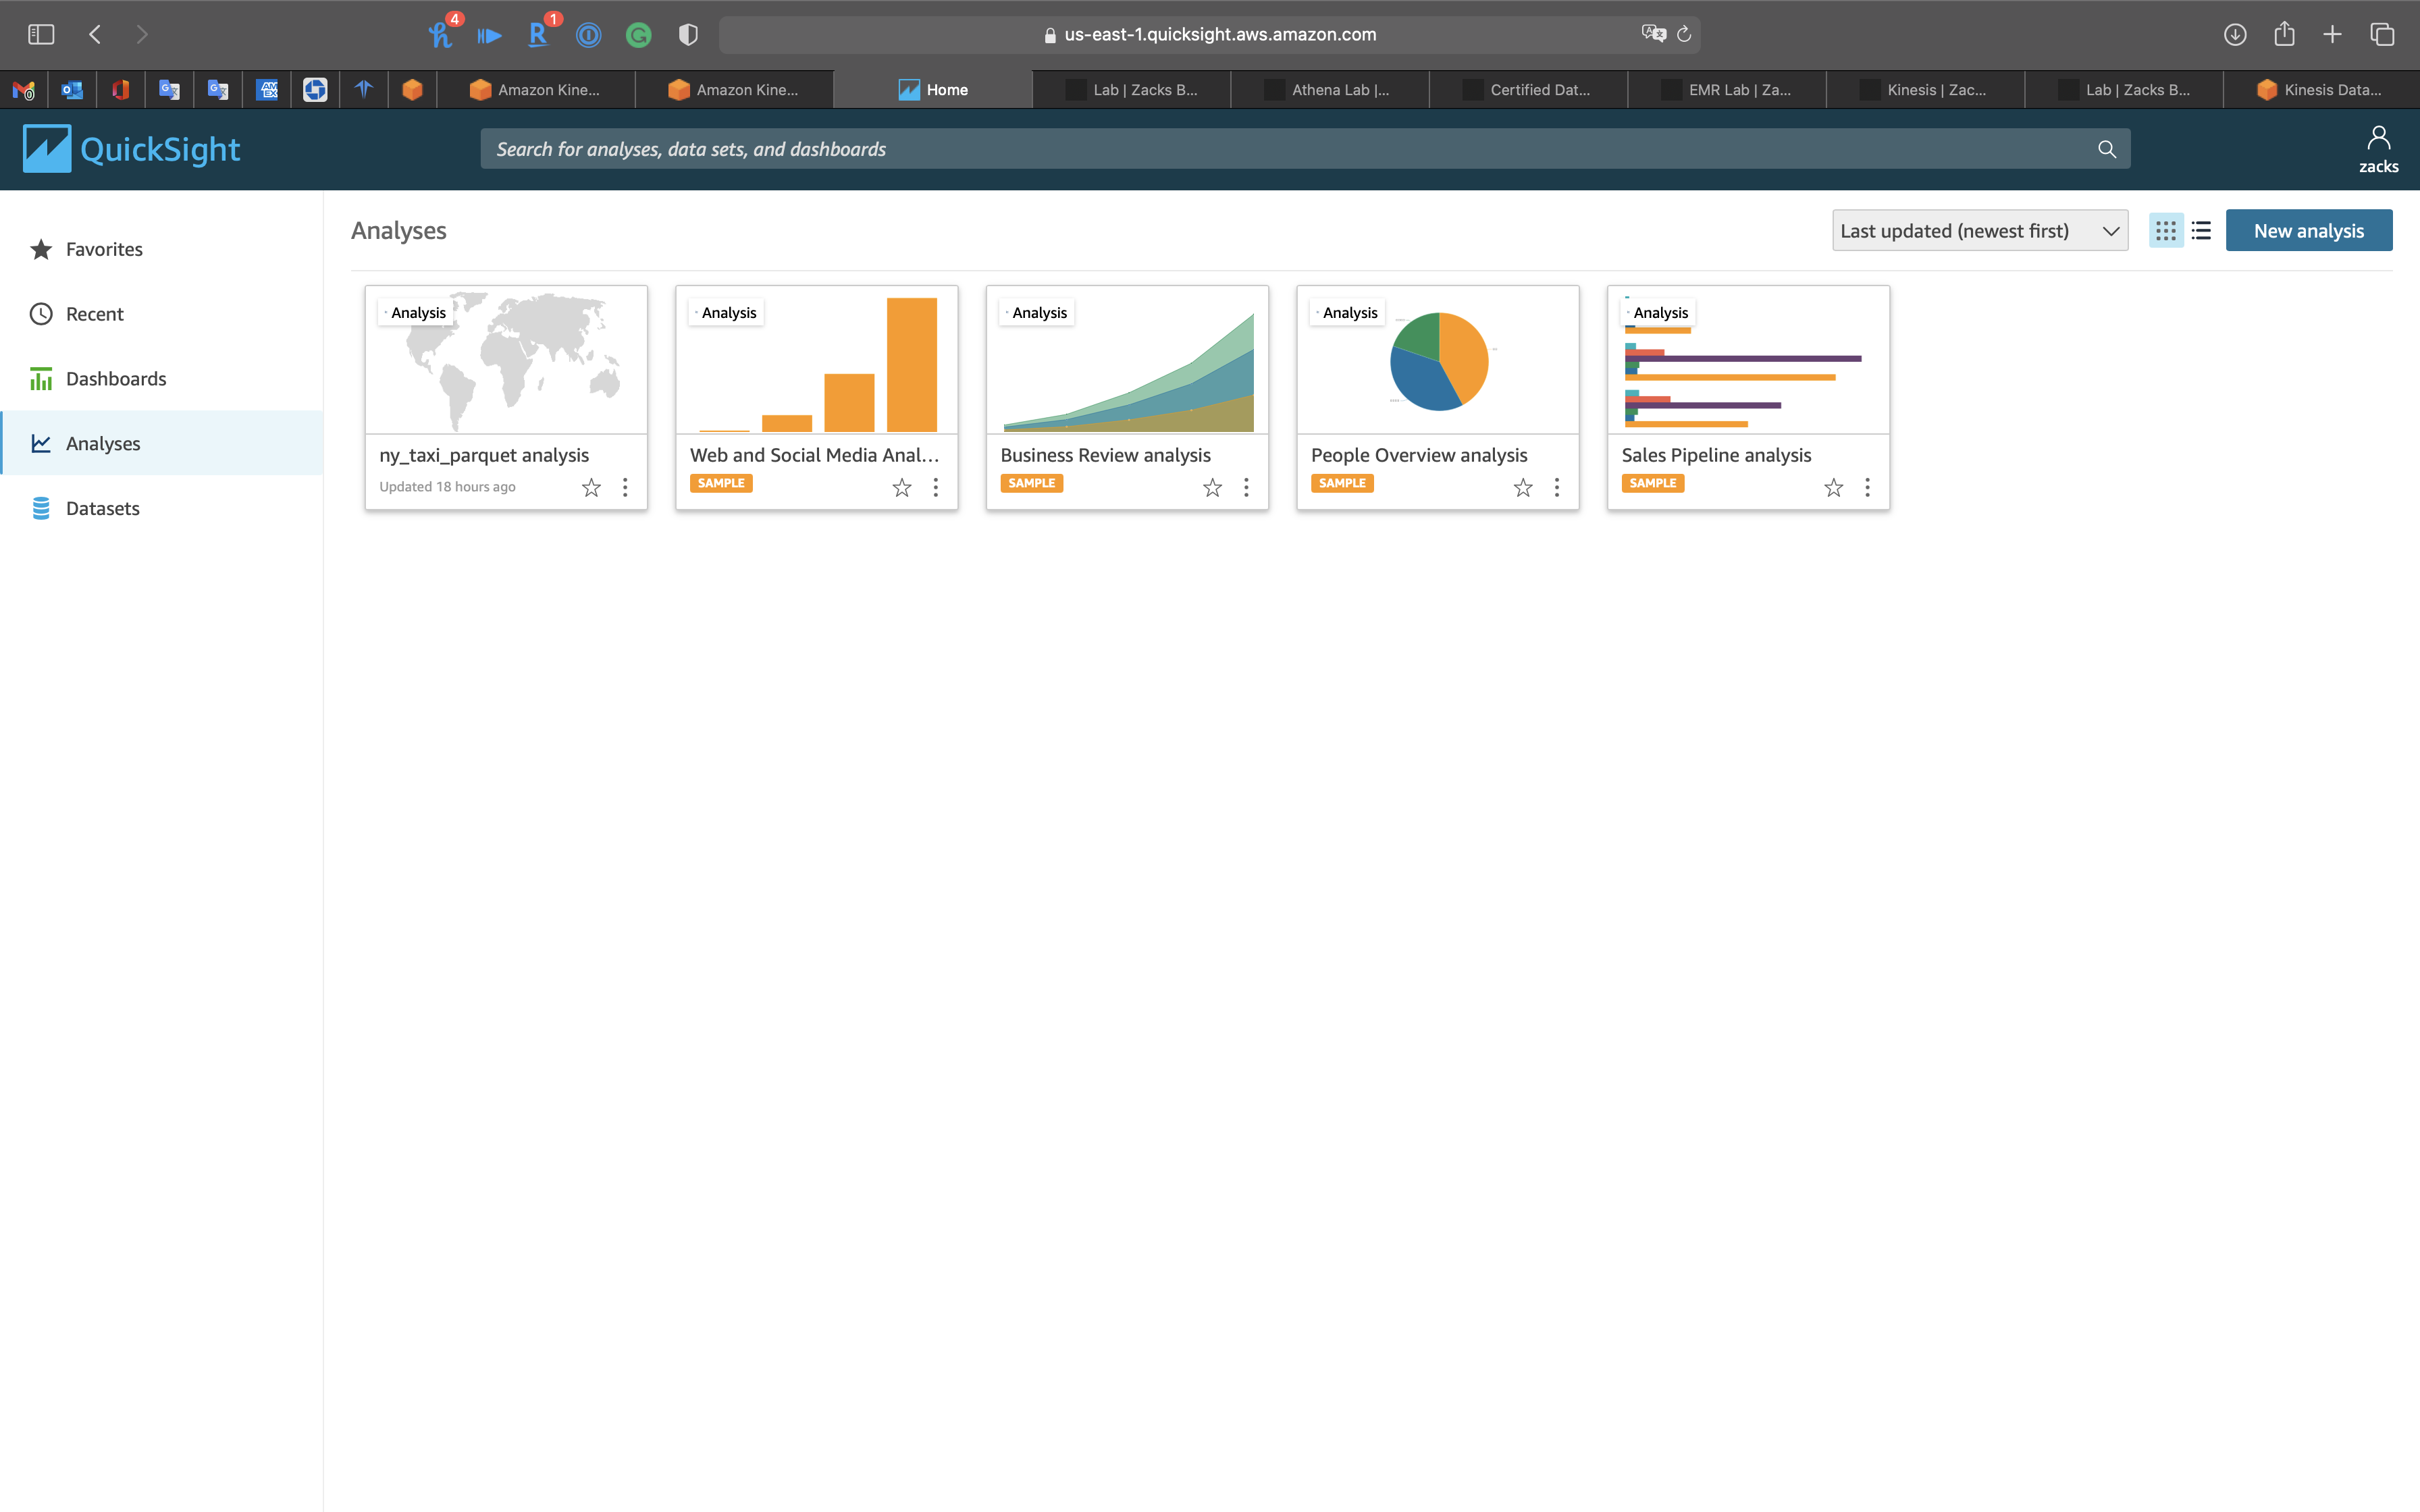 4
1
us-east-1.quicksight.aws.amazon.com
Amazon Kine...
Amazon Kine...
Home
Lab | Zacks B...
Athena Lab |...
Certified Dat...
EMR Lab | Za...
Kinesis | Zac...
Lab | Zacks B...
Kinesis Data...
QuickSight
Search for analyses, data sets, and dashboards
zacks
Favorites
Recent
Dashboards
Analyses
Datasets
Analyses
Last updated (newest first)
New analysis
Analysis
ny_taxi_parquet analysis
Updated 18 hours ago
Analysis
Web and Social Media Anal...
SAMPLE
Analysis
Business Review analysis
SAMPLE
Analysis
People Overview analysis
SAMPLE
Analysis
Sales Pipeline analysis
SAMPLE